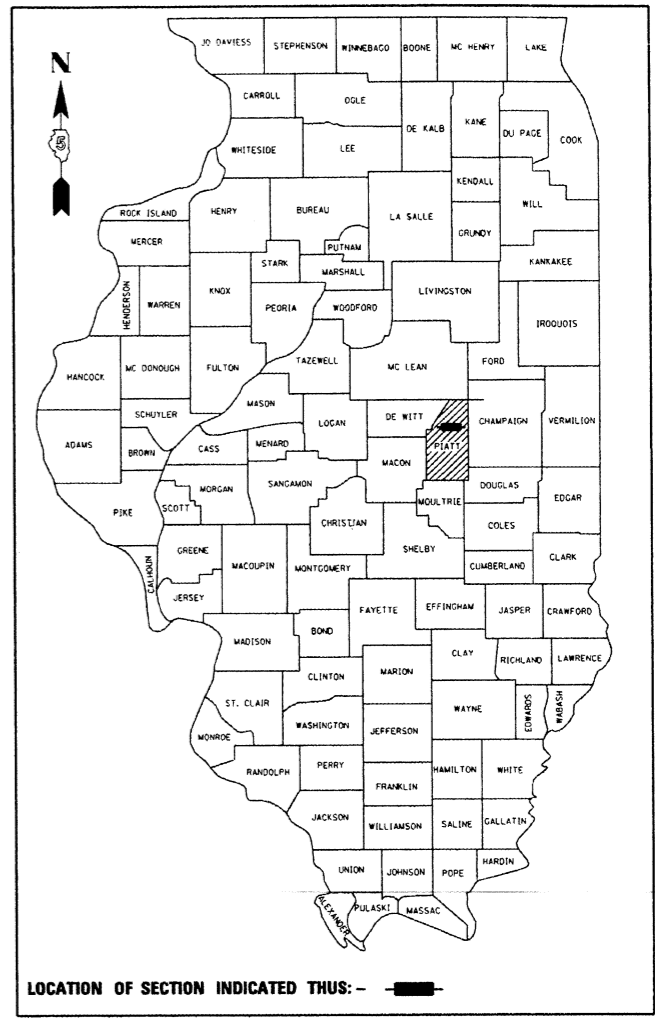 N
JO DAVIESS
STEPHENSON
WINNEBAGO
BOONE
MC HENRY
LAKE
CARROLL
OGLE
DE KALB
KANE
DU PAGE
COOK
WHITESIDE
LEE
KENDALL
WILL
ROCK ISLAND
HENRY
BUREAU
LA SALLE
GRUNDY
MERCER
PUTNAM
KANKAKEE
STARK
MARSHALL
HENDERSON
WARREN
KNOX
PEORIA
WOODFORD
LIVINGSTON
IROQUOIS
HANCOCK
MC DONOUGH
FULTON
TAZEWELL
MC LEAN
FORD
MASON
SCHUYLER
LOGAN
DE WITT
CHAMPAIGN
VERMILION
ADAMS
BROWN
CASS
MENARD
MACON
PIATT
PIKE
SCOTT
MORGAN
SANGAMON
CHRISTIAN
MOULTRIE
DOUGLAS
EDGAR
COLES
SHELBY
GREENE
MACOUPIN
MONTGOMERY
CUMBERLAND
CLARK
CALHOUN
JERSEY
FAYETTE
EFFINGHAM
JASPER
CRAWFORD
MADISON
BOND
CLAY
RICHLAND
LAWRENCE
CLINTON
MARION
ST. CLAIR
WASHINGTON
WAYNE
EDWARDS
WABASH
MONROE
JEFFERSON
RANDOLPH
PERRY
HAMILTON
WHITE
FRANKLIN
JACKSON
WILLIAMSON
SALINE
GALLATIN
UNION
JOHNSON
POPE
HARDIN
ALEXANDER
PULASKI
MASSAC
LOCATION OF SECTION INDICATED THUS: –